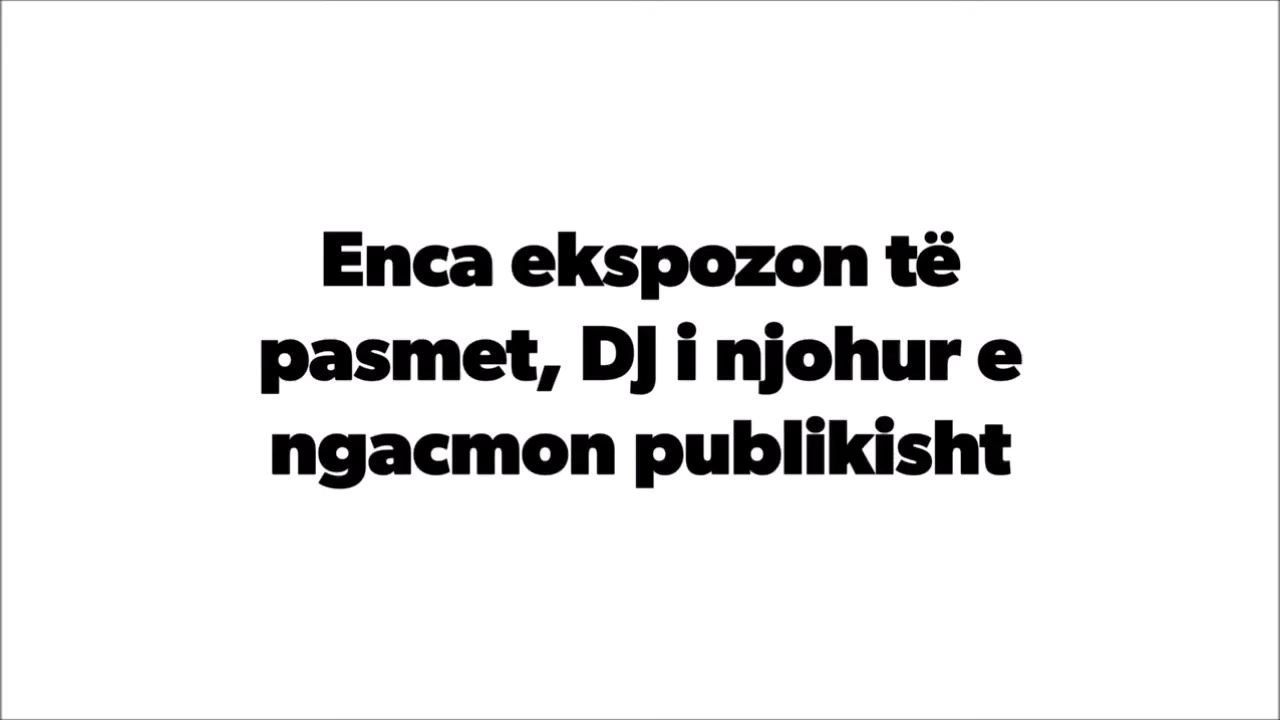 Enca ekspozon të
pasmet, DJ i njohur e
ngacmon publikisht